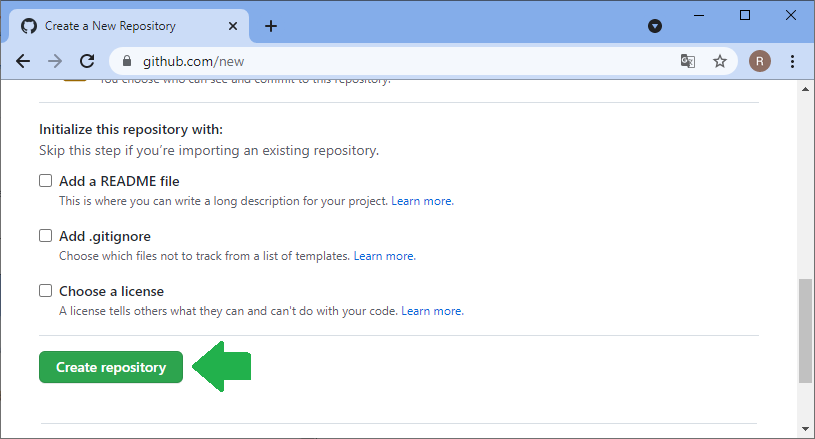 Create a New Repository
github.com/new
R
You choose who can see and commit to this repository.
Initialize this repository with:
Skip this step if you're importing an existing repository.
Add a README file
This is where you can write a long description for your project. Learn more.
Add .gitignore
Choose which files not to track from a list of templates. Learn more.
Choose a license
A license tells others what they can and can't do with your code. Learn more.
Create repository